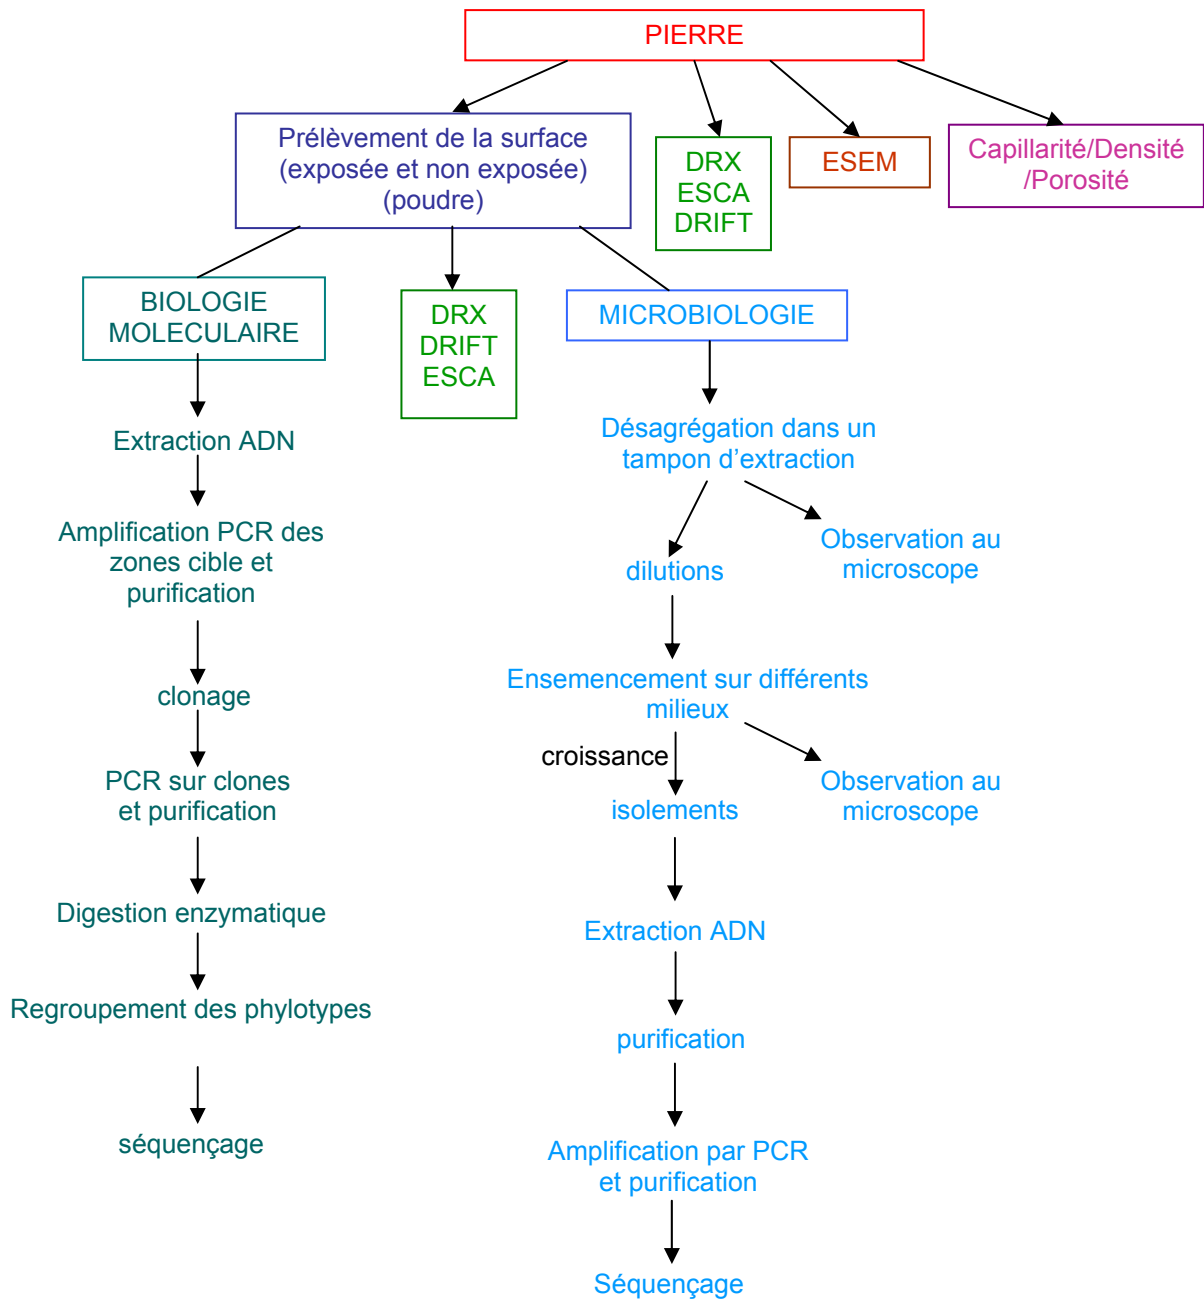 PIERRE
Prélèvement de la surface
(exposée et non exposée)
(poudre)
DRX
ESCA
DRIFT
ESEM
Capillarité/Densité
/Porosité
BIOLOGIE
MOLECULAIRE
DRX
DRIFT
ESCA
MICROBIOLOGIE
Extraction ADN
Amplification PCR des
zones cible et
purification
clonage
PCR sur clones
et purification
Digestion enzymatique
Regroupement des phylotypes
séquençage
Désagrégation dans un
tampon d’extraction
dilutions
Observation au
microscope
Ensemencement sur différents
milieux
croissance
isolements
Observation au
microscope
Extraction ADN
purification
Amplification par PCR
et purification
Séquençage